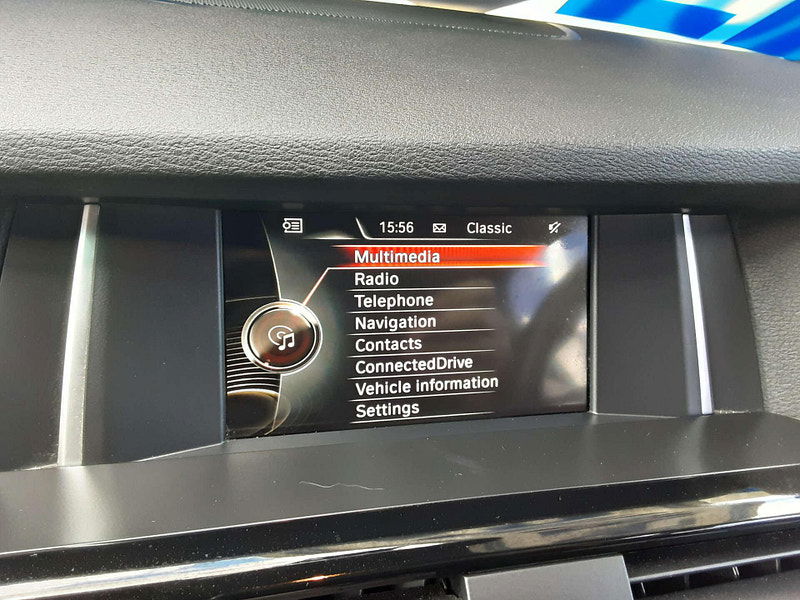 15:56 Classic
Multimedia
Radio
Telephone
Navigation
Contacts
ConnectedDrive
Vehicle information
Settings